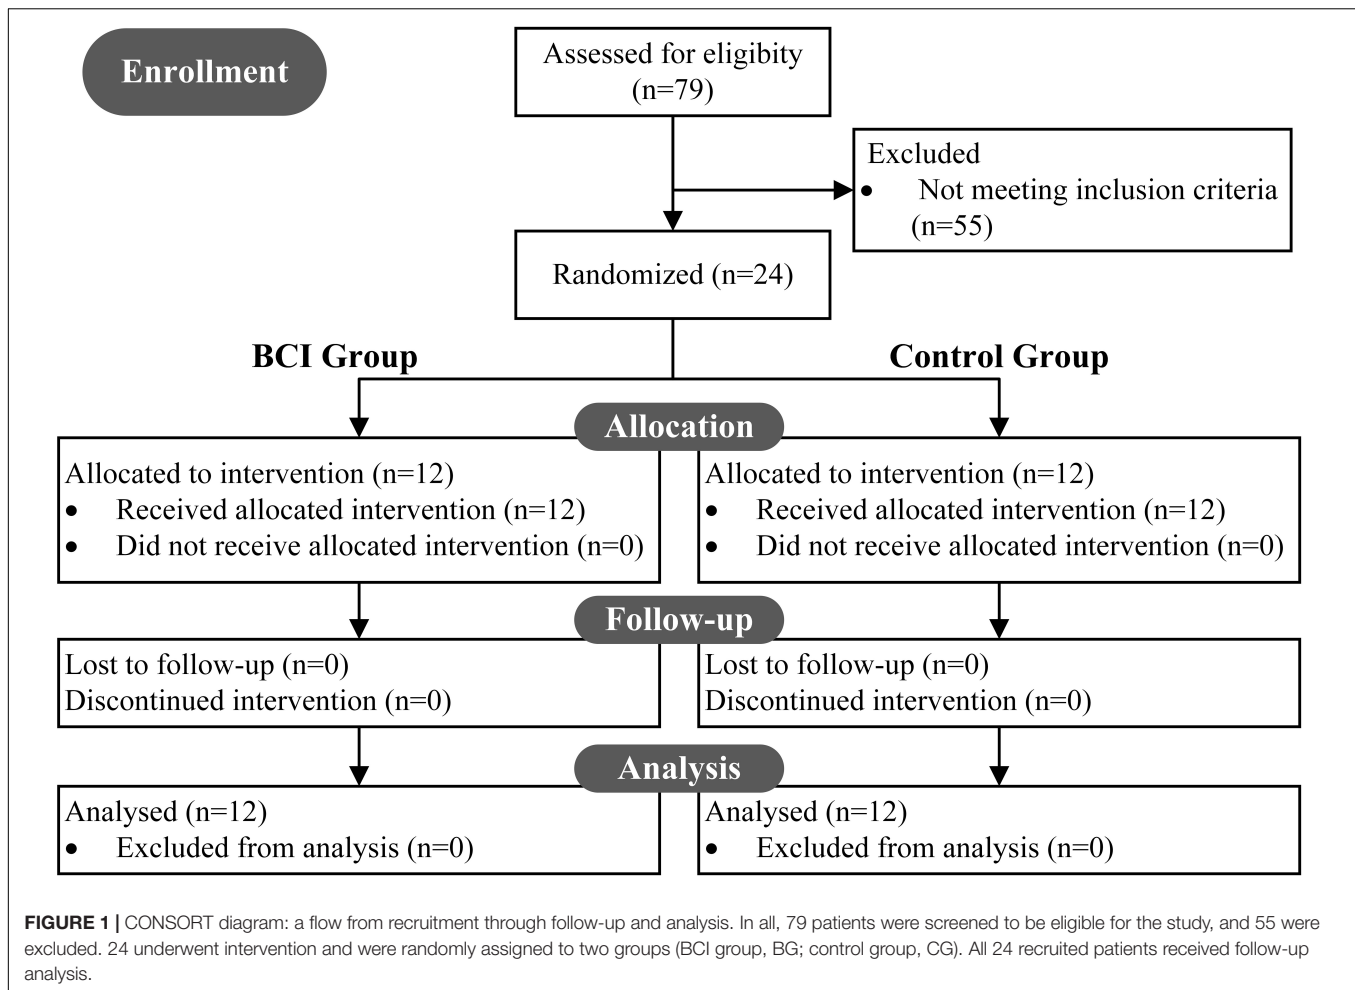 Enrollment
Assessed for eligibity
(n=79)
Excluded
• Not meeting inclusion criteria
(n=55)
Randomized (n=24)
BCI Group
Control Group
Allocation
Allocated to intervention (n=12)
• Received allocated intervention (n=12)
• Did not receive allocated intervention (n=0)
Allocated to intervention (n=12)
• Received allocated intervention (n=12)
• Did not receive allocated intervention (n=0)
Follow-up
Lost to follow-up (n=0)
Discontinued intervention (n=0)
Lost to follow-up (n=0)
Discontinued intervention (n=0)
Analysis
Analysed (n=12)
• Excluded from analysis (n=0)
Analysed (n=12)
• Excluded from analysis (n=0)
FIGURE 1 | CONSORT diagram: a flow from recruitment through follow-up and analysis. In all, 79 patients were screened to be eligible for the study, and 55 were
excluded. 24 underwent intervention and were randomly assigned to two groups (BCI group, BG; control group, CG). All 24 recruited patients received follow-up
analysis.